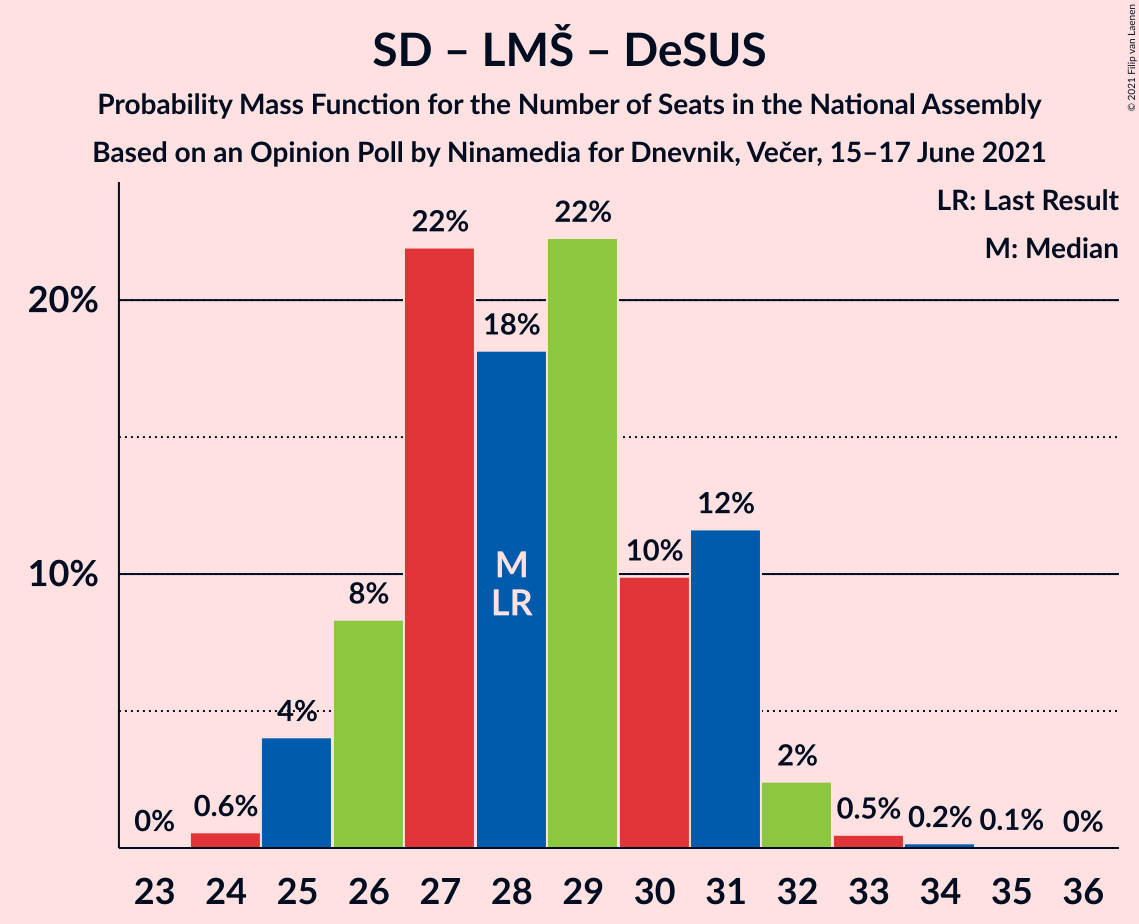 SD – LMŠ – DeSUS
Probability Mass Function for the Number of Seats in the National Assembly
Based on an Opinion Poll by Ninamedia for Dnevnik, Večer, 15–17 June 2021
© 2021 Filip van Laenen
LR: Last Result
M: Median
20%
10%
0%
0.6%
4%
8%
22%
18%
22%
10%
12%
2%
0.5%
0.2%
0.1%
0%
M
LR
23 24 25 26 27 28 29 30 31 32 33 34 35 36